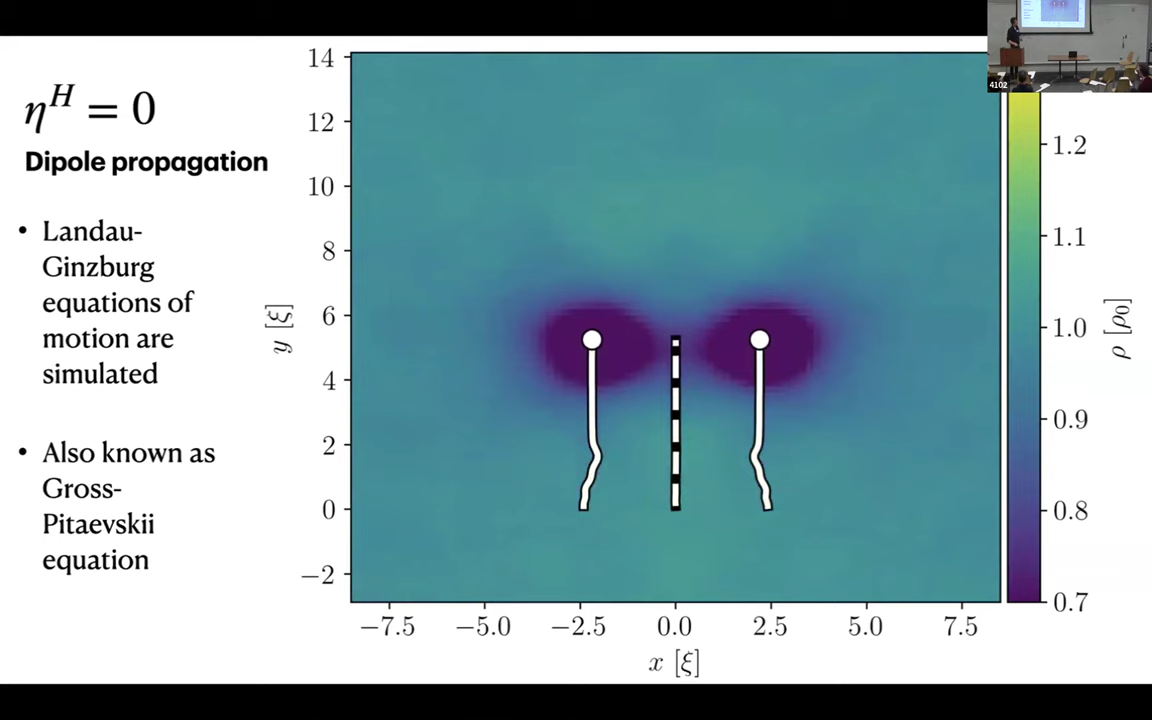 η^H = 0
Dipole propagation
• Landau-
Ginzburg
equations of
motion are
simulated
• Also known as
Gross-
Pitaevskii
equation
14
12
10
8
6
4
2
0
−2
y [ξ]
−7.5 −5.0 −2.5 0.0 2.5 5.0 7.5
x [ξ]
1.2
1.1
1.0
0.9
0.8
0.7
ρ [ρ₀]
4102